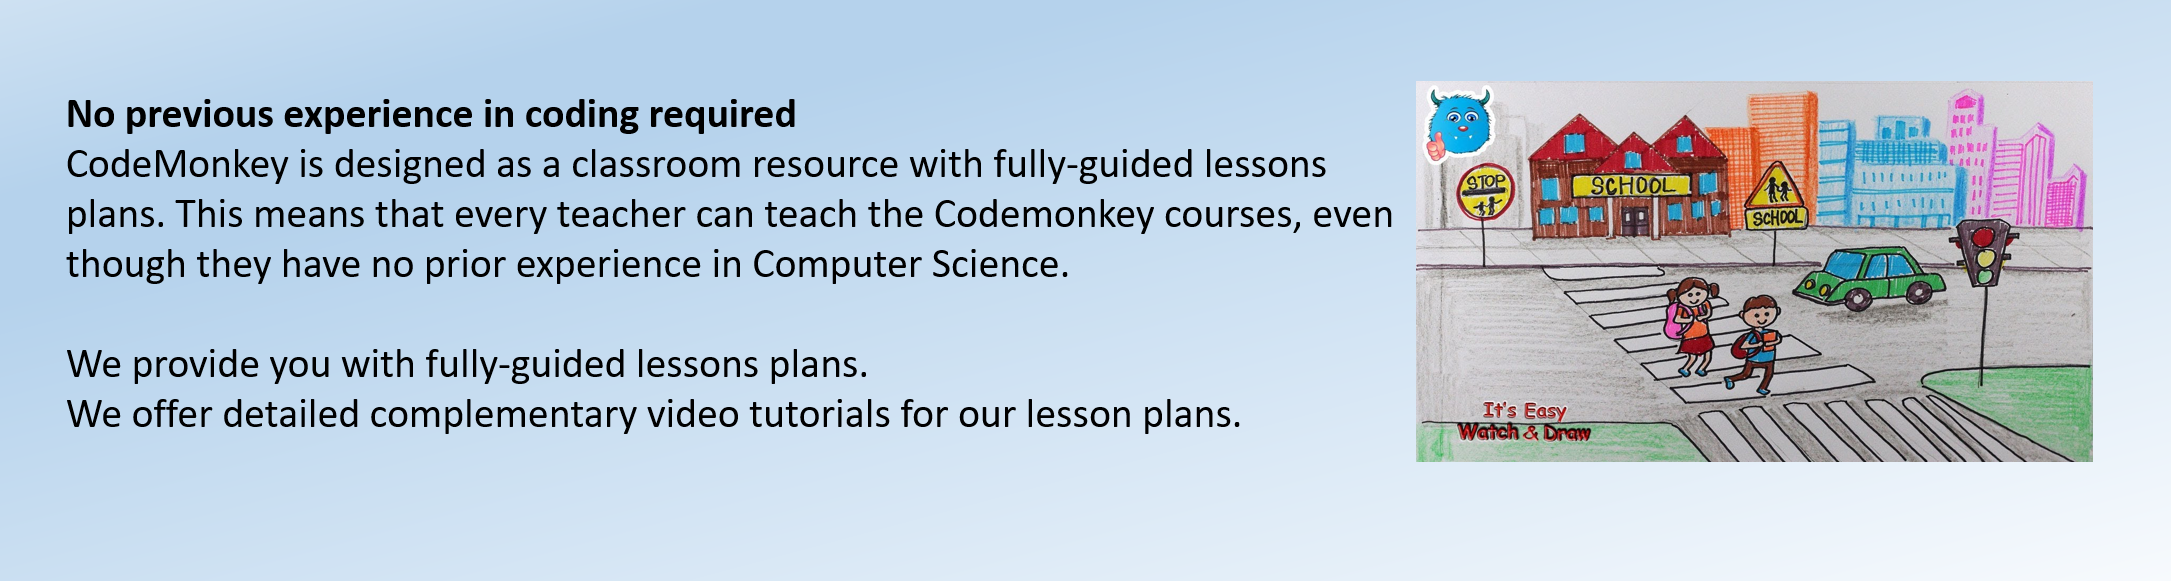 No previous experience in coding required
CodeMonkey is designed as a classroom resource with fully-guided lessons
plans. This means that every teacher can teach the Codemonkey courses, even
though they have no prior experience in Computer Science.
We provide you with fully-guided lessons plans.
We offer detailed complementary video tutorials for our lesson plans.
STOP
SCHOOL
SCHOOL
It's Easy
Watch & Draw